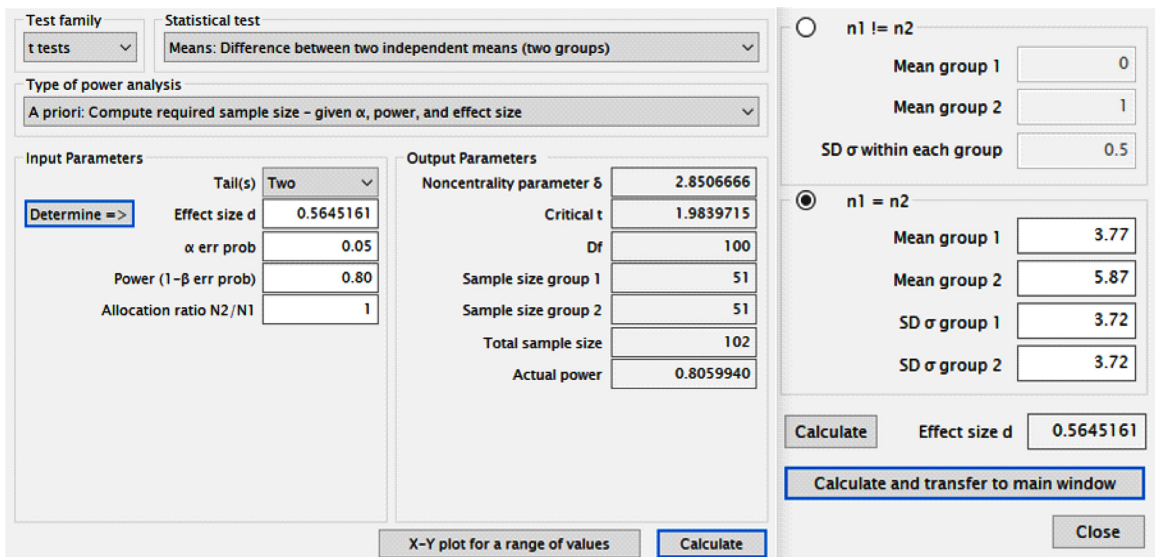 Test family
Statistical test
t tests
Means: Difference between two independent means (two groups)
Type of power analysis
A priori: Compute required sample size – given α, power, and effect size
Input Parameters
Tail(s) Two
Determine => Effect size d 0.5645161
α err prob 0.05
Power (1–β err prob) 0.80
Allocation ratio N2/N1 1
Output Parameters
Noncentrality parameter δ 2.8506666
Critical t 1.9839715
Df 100
Sample size group 1 51
Sample size group 2 51
Total sample size 102
Actual power 0.8059940
X–Y plot for a range of values
Calculate
n1 != n2
Mean group 1 0
Mean group 2 1
SD σ within each group 0.5
n1 = n2
Mean group 1 3.77
Mean group 2 5.87
SD σ group 1 3.72
SD σ group 2 3.72
Calculate Effect size d 0.5645161
Calculate and transfer to main window
Close